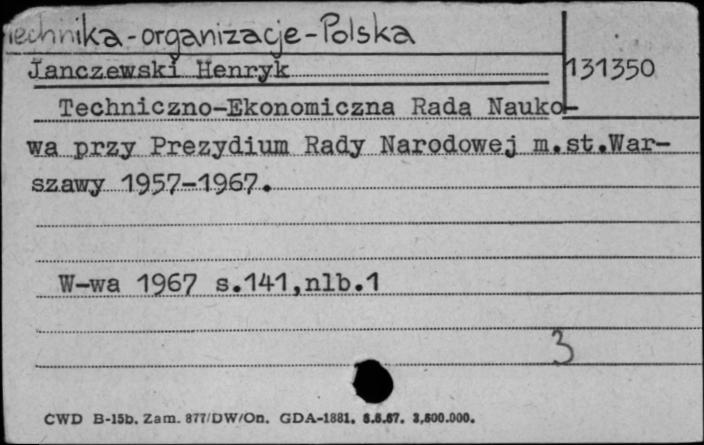 Technika-organizacje-Polska
Janczewski Henryk
131350
Techniczno-Ekonomiczna Rada Nauko-
wa przy Prezydium Rady Narodowej m.st.War-
szawy 1957-1967.
W-wa 1967 s.141,nlb.1
3
CWD B-15b. Zam. 877/DW/On. GDA-1881. 8.6.67. 3,500.000.